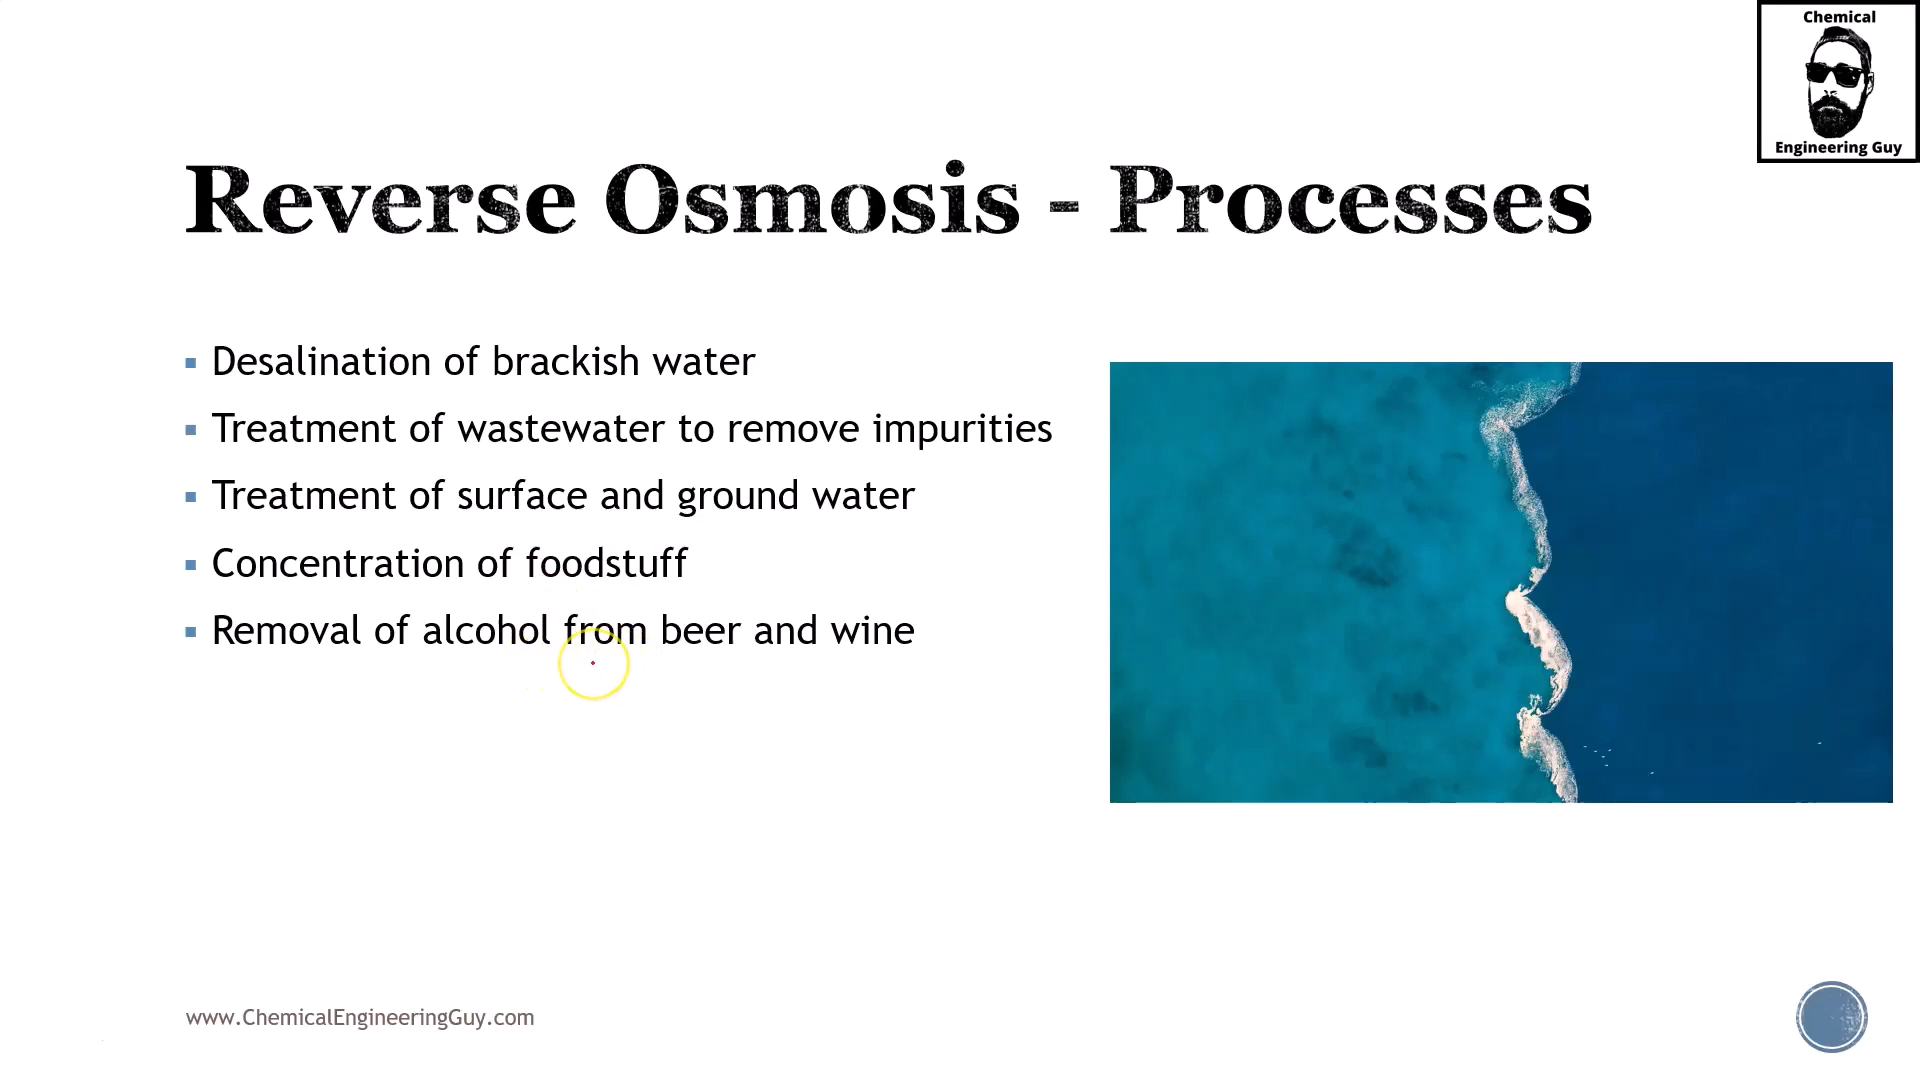 Chemical
Engineering Guy
Reverse Osmosis - Processes
Desalination of brackish water
Treatment of wastewater to remove impurities
Treatment of surface and ground water
Concentration of foodstuff
Removal of alcohol from beer and wine
www.ChemicalEngineeringGuy.com